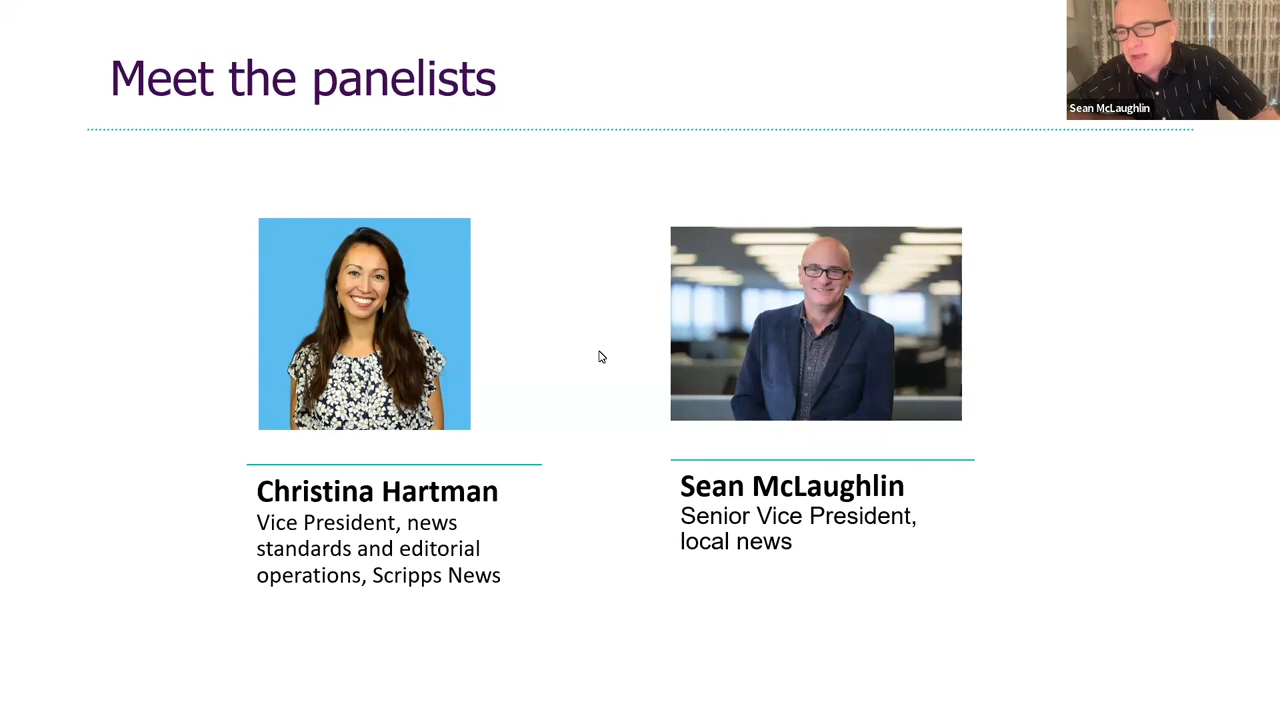 Meet the panelists
Sean McLaughlin
Christina Hartman
Vice President, news
standards and editorial
operations, Scripps News
Sean McLaughlin
Senior Vice President,
local news